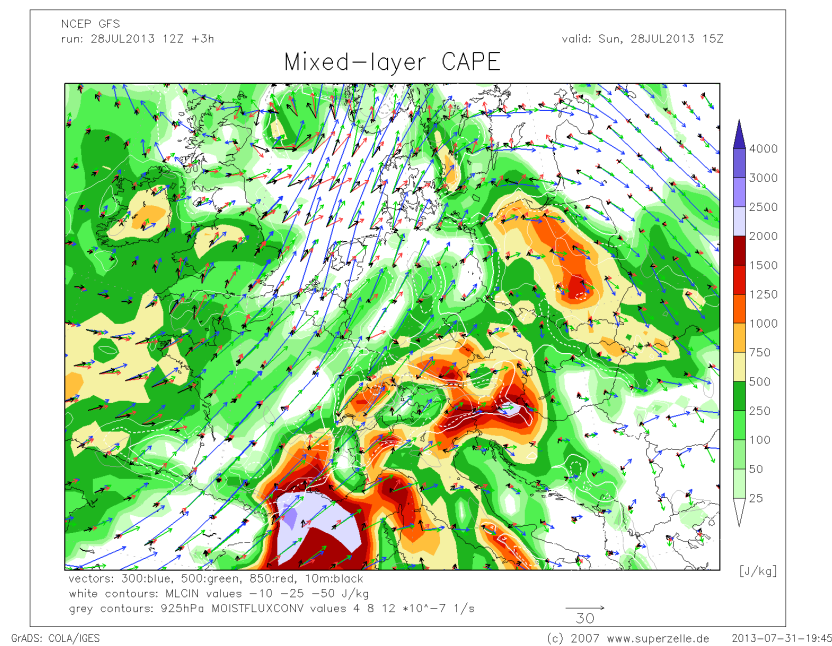 NCEP GFS
run: 28JUL2013 12Z +3h
valid: Sun, 28JUL2013 15Z
Mixed-layer CAPE
4000
3000
2500
2000
1500
1250
1000
750
500
250
100
50
25
[J/kg]
vectors: 300:blue, 500:green, 850:red, 10m:black
white contours: MLCIN values -10 -25 -50 J/kg
grey contours: 925hPa MOISTFLUXCONV values 4 8 12 *10^-7 1/s
30
GrADS: COLA/IGES
(c) 2007 www.superzelle.de
2013-07-31-19:45